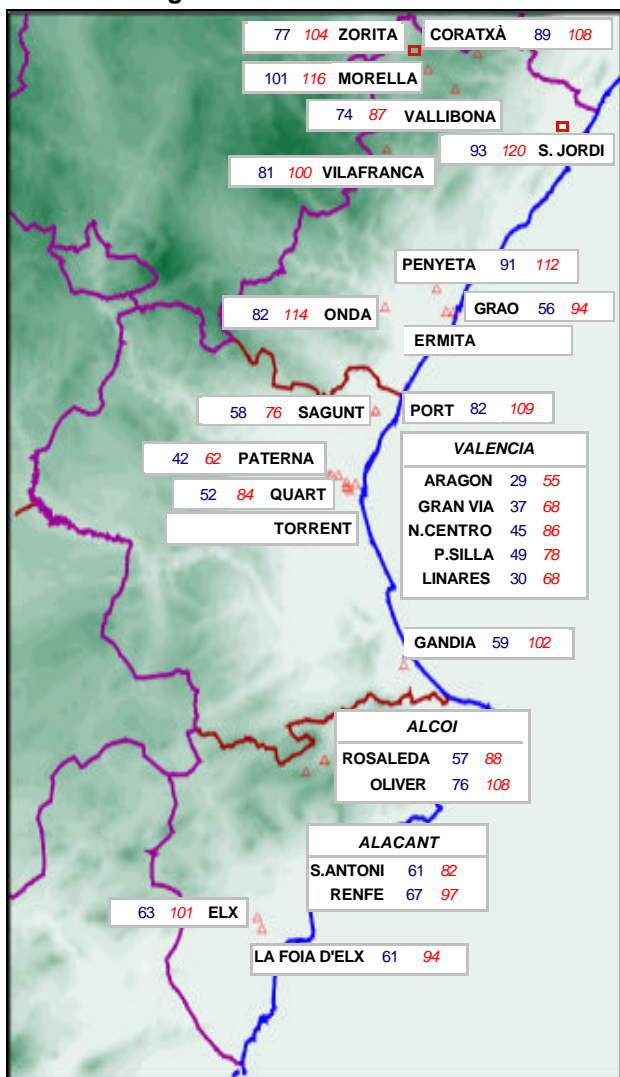 77 104 ZORITA
CORATXÀ 89 108
101 116 MORELLA
74 87 VALLIBONA
93 120 S. JORDI
81 100 VILAFRANCA
PENYETA 91 112
82 114 ONDA
GRAO 56 94
ERMITA
58 76 SAGUNT
PORT 82 109
42 62 PATERNA
52 84 QUART
TORRENT
VALENCIA
ARAGON 29 55
GRAN VIA 37 68
N.CENTRO 45 86
P.SILLA 49 78
LINARES 30 68
GANDIA 59 102
ALCOI
ROSALEDA 57 88
OLIVER 76 108
ALACANT
S.ANTONI 61 82
RENFE 67 97
63 101 ELX
LA FOIA D'ELX 61 94